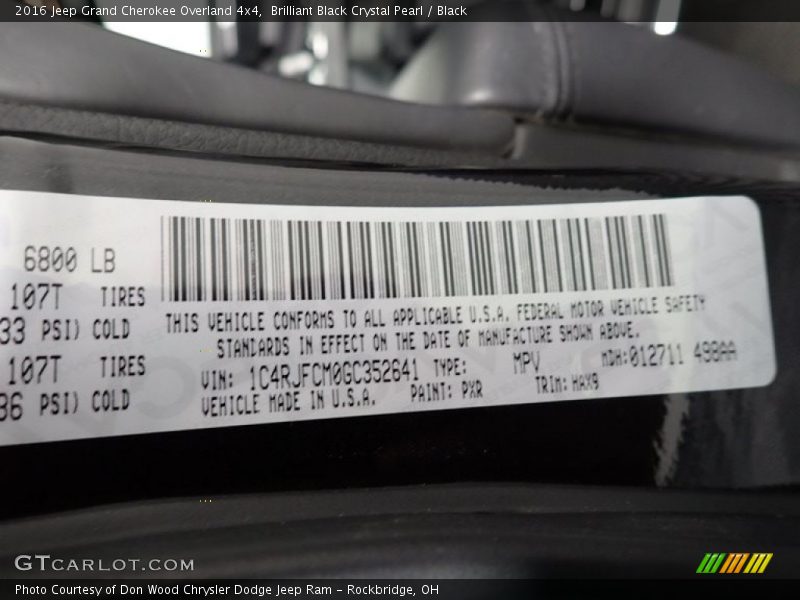 2016 Jeep Grand Cherokee Overland 4x4, Brilliant Black Crystal Pearl / Black
6800 LB
107T TIRES
33 PSI) COLD
107T TIRES
36 PSI) COLD
THIS VEHICLE CONFORMS TO ALL APPLICABLE U.S.A. FEDERAL MOTOR VEHICLE SAFETY
STANDARDS IN EFFECT ON THE DATE OF MANUFACTURE SHOWN ABOVE.
VIN: 1C4RJFCM0GC352641 TYPE: MPV MDH:012711 498AA
VEHICLE MADE IN U.S.A. PAINT: PXR TRIM: HAX9
GTCARLOT.COM
Photo Courtesy of Don Wood Chrysler Dodge Jeep Ram – Rockbridge, OH